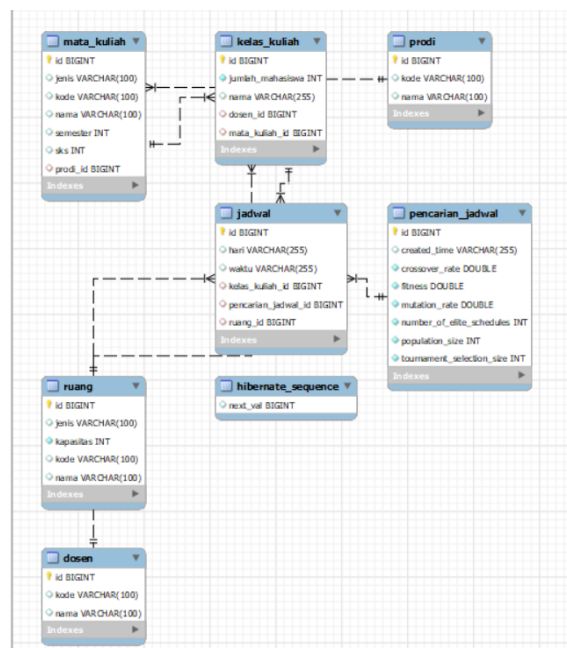 mata_kuliah
id BIGINT
jenis VARCHAR(100)
kode VARCHAR(100)
nama VARCHAR(100)
semester INT
sks INT
prodi_id BIGINT
Indexes
kelas_kuliah
id BIGINT
jumlah_mahasiswa INT
nama VARCHAR(255)
dosen_id BIGINT
mata_kuliah_id BIGINT
Indexes
prodi
id BIGINT
kode VARCHAR(100)
nama VARCHAR(100)
Indexes
jadwal
id BIGINT
hari VARCHAR(255)
waktu VARCHAR(255)
kelas_kuliah_id BIGINT
pencarian_jadwal_id BIGINT
ruang_id BIGINT
Indexes
pencarian_jadwal
id BIGINT
created_time VARCHAR(255)
crossover_rate DOUBLE
fitness DOUBLE
mutation_rate DOUBLE
number_of_elite_schedules INT
population_size INT
tournament_selection_size INT
Indexes
ruang
id BIGINT
jenis VARCHAR(100)
kapasitas INT
kode VARCHAR(100)
nama VARCHAR(100)
Indexes
hibernate_sequence
next_val BIGINT
dosen
id BIGINT
kode VARCHAR(100)
nama VARCHAR(100)
Indexes